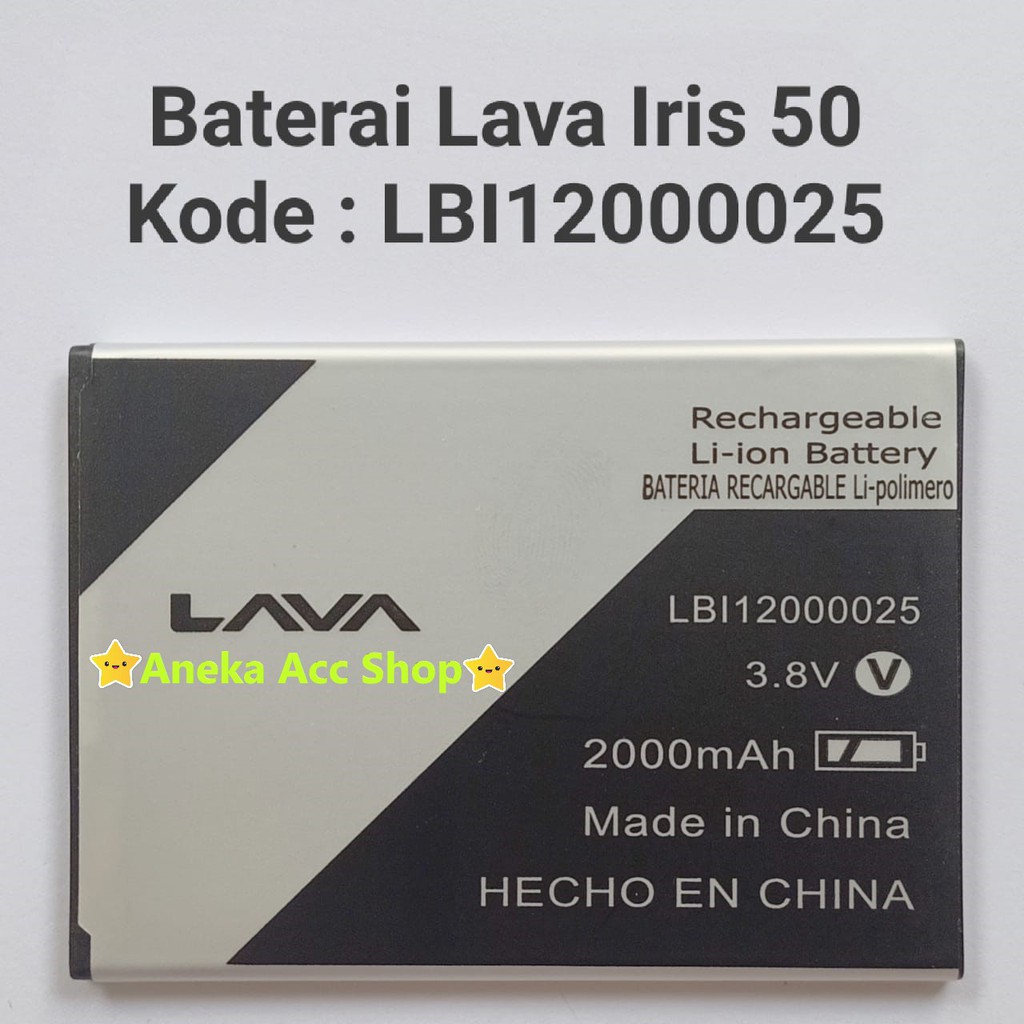 Baterai Lava Iris 50
Kode : LBI12000025
Rechargeable
Li-ion Battery
BATERIA RECARGABLE Li-polimero
LAVA
Aneka Acc Shop
LBI12000025
3.8V V
2000mAh
Made in China
HECHO EN CHINA